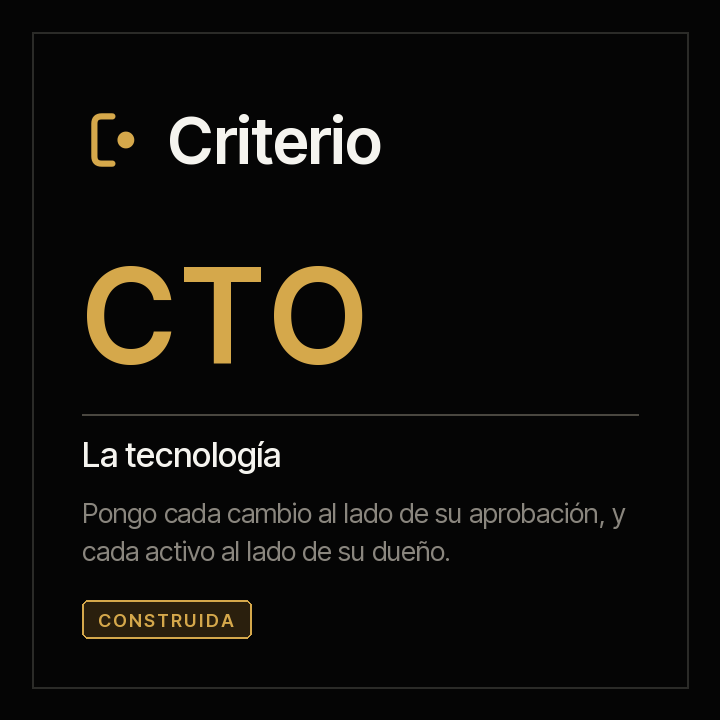 Criterio
CTO
La tecnología
Pongo cada cambio al lado de su aprobación, y
cada activo al lado de su dueño.
CONSTRUIDA